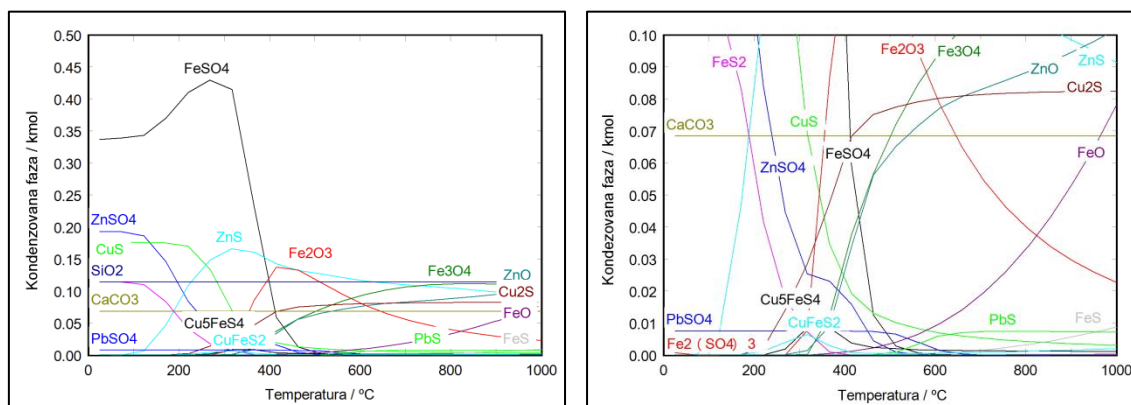 0.50
0.45
0.40
0.35
0.30
0.25
0.20
0.15
0.10
0.05
0.00
0
200
400
600
800
1000
Kondenzovana faza / kmol
Temperatura / ºC
FeSO4
ZnSO4
CuS
SiO2
CaCO3
PbSO4
ZnS
Fe2O3
Cu5FeS4
CuFeS2
Fe3O4
ZnO
Cu2S
FeO
PbS
FeS
0.10
0.09
0.08
0.07
0.06
0.05
0.04
0.03
0.02
0.01
0.00
0
200
400
600
800
1000
Kondezovana faza / kmol
Temperatura / ºC
FeS2
CaCO3
CuS
ZnSO4
FeSO4
Fe2O3
Fe3O4
ZnO
ZnS
Cu2S
FeO
Cu5FeS4
CuFeS2
PbSO4
Fe2 (SO4) 3
PbS
FeS